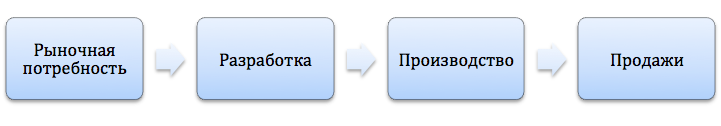 Рыночная
потребность
Разработка
Производство
Продажи